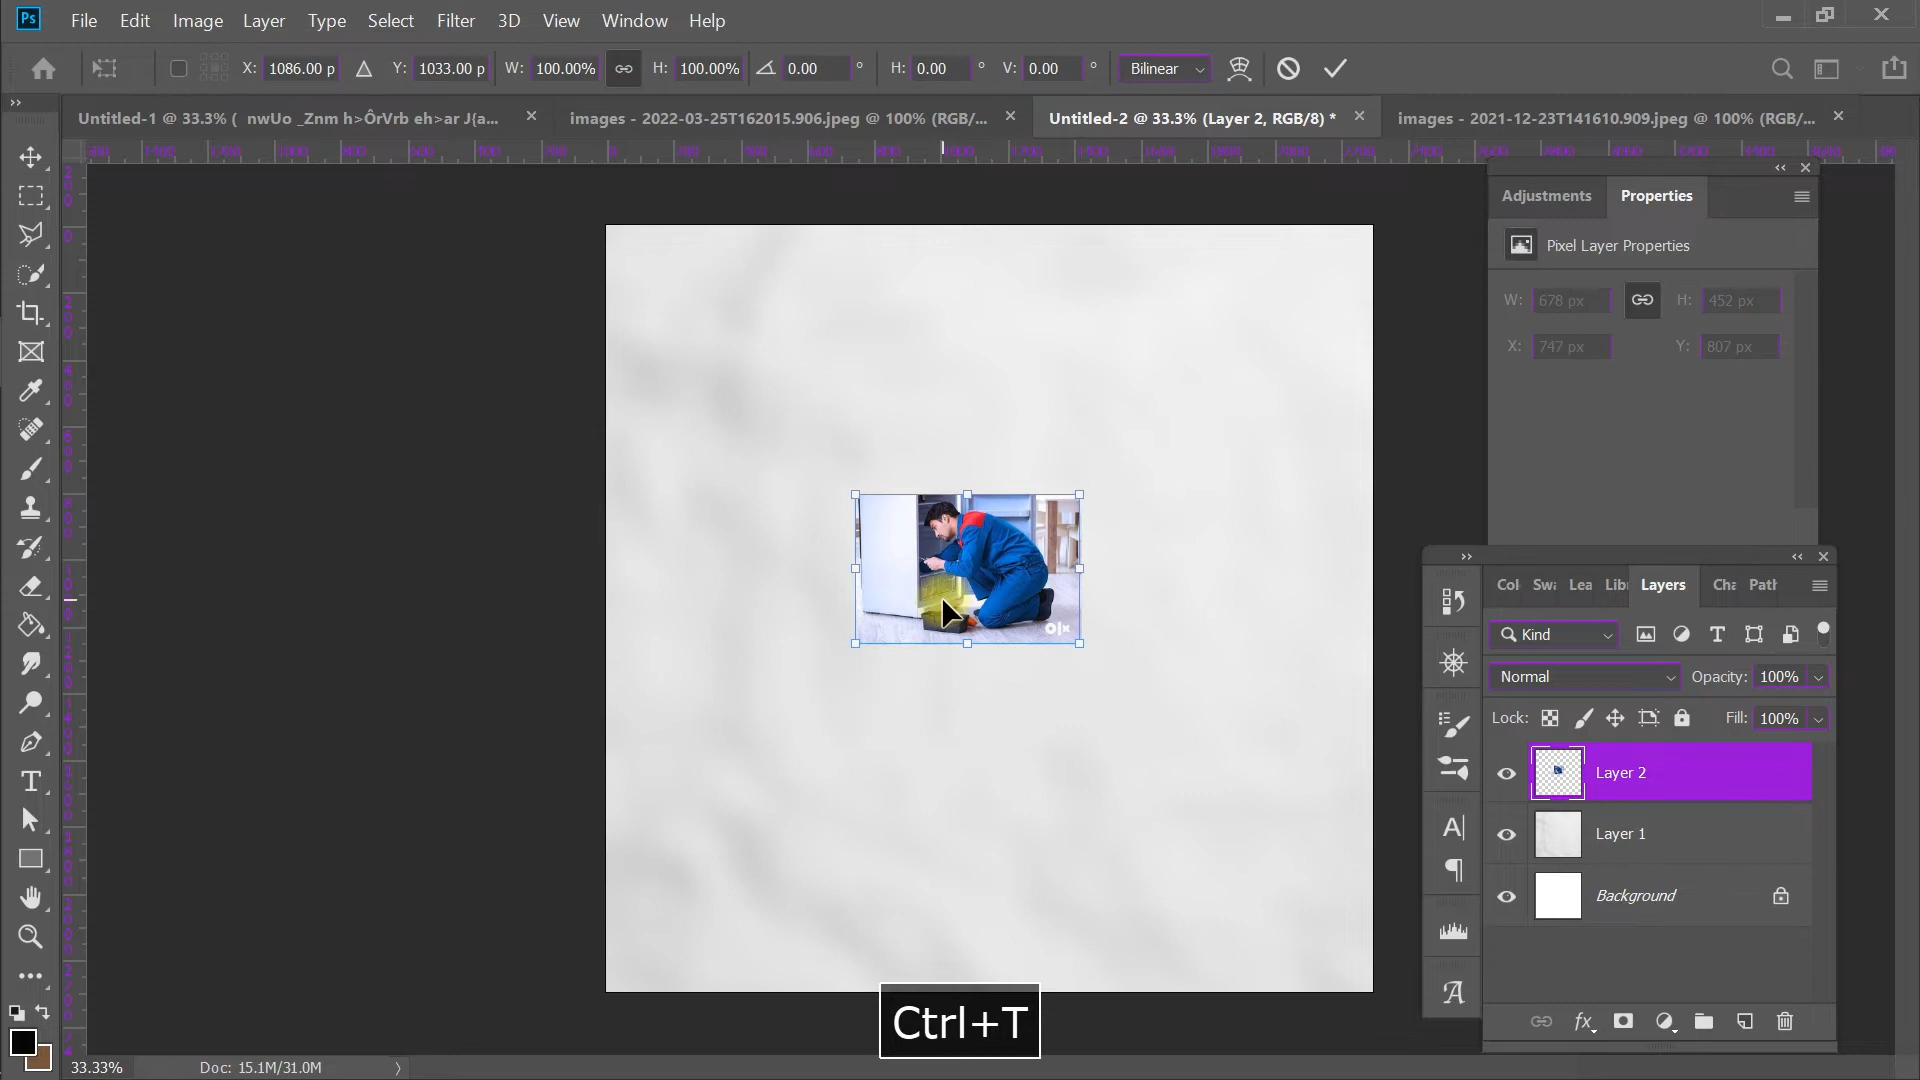 Ps File Edit Image Layer Type Select Filter 3D View Window Help
X: 1086.00 p Y: 1033.00 p W: 100.00% H: 100.00% 0.00 ° H: 0.00 ° V: 0.00 ° Bilinear
Untitled-1 @ 33.3% ( nwUo _Znm h>ÔrVrb eh>ar J{a... × images - 2022-03-25T162015.906.jpeg @ 100% (RGB/... × Untitled-2 @ 33.3% (Layer 2, RGB/8) * × images - 2021-12-23T141610.909.jpeg @ 100% (RGB/... ×
Adjustments Properties
Pixel Layer Properties
W: 678 px H: 452 px
X: 747 px Y: 807 px
olx
Col Swa Lea Libr Layers Cha Path
Kind
Normal Opacity: 100%
Lock: Fill: 100%
Layer 2
Layer 1
Background
Ctrl+T
33.33% Doc: 15.1M/31.0M